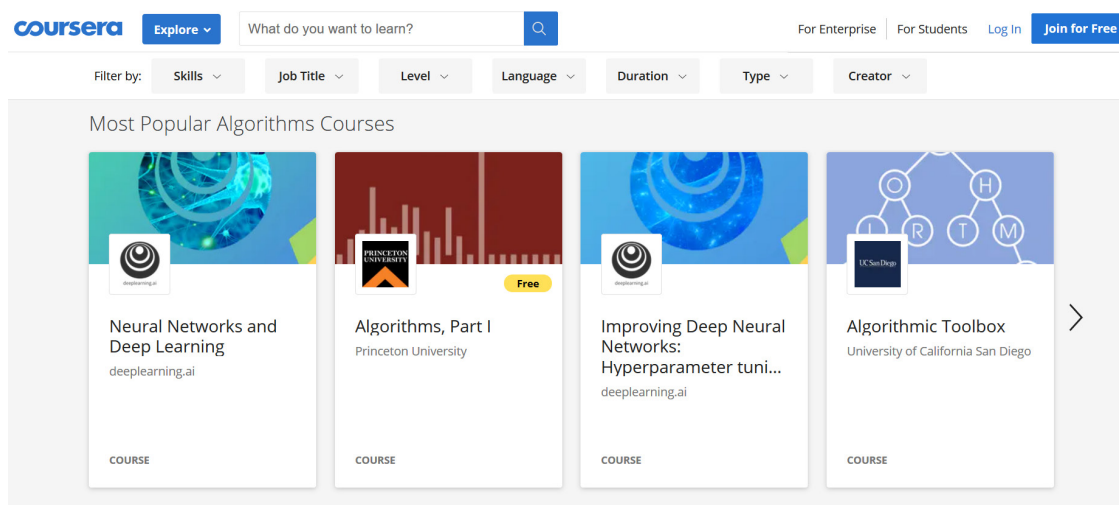 coursera Explore What do you want to learn? For Enterprise For Students Log In Join for Free
Filter by: Skills Job Title Level Language Duration Type Creator
Most Popular Algorithms Courses
deeplearning.ai
Neural Networks and
Deep Learning
deeplearning.ai
COURSE
PRINCETON
UNIVERSITY
Free
Algorithms, Part I
Princeton University
COURSE
deeplearning.ai
Improving Deep Neural
Networks:
Hyperparameter tuni...
deeplearning.ai
COURSE
O H
I R T M
UC San Diego
Algorithmic Toolbox
University of California San Diego
COURSE